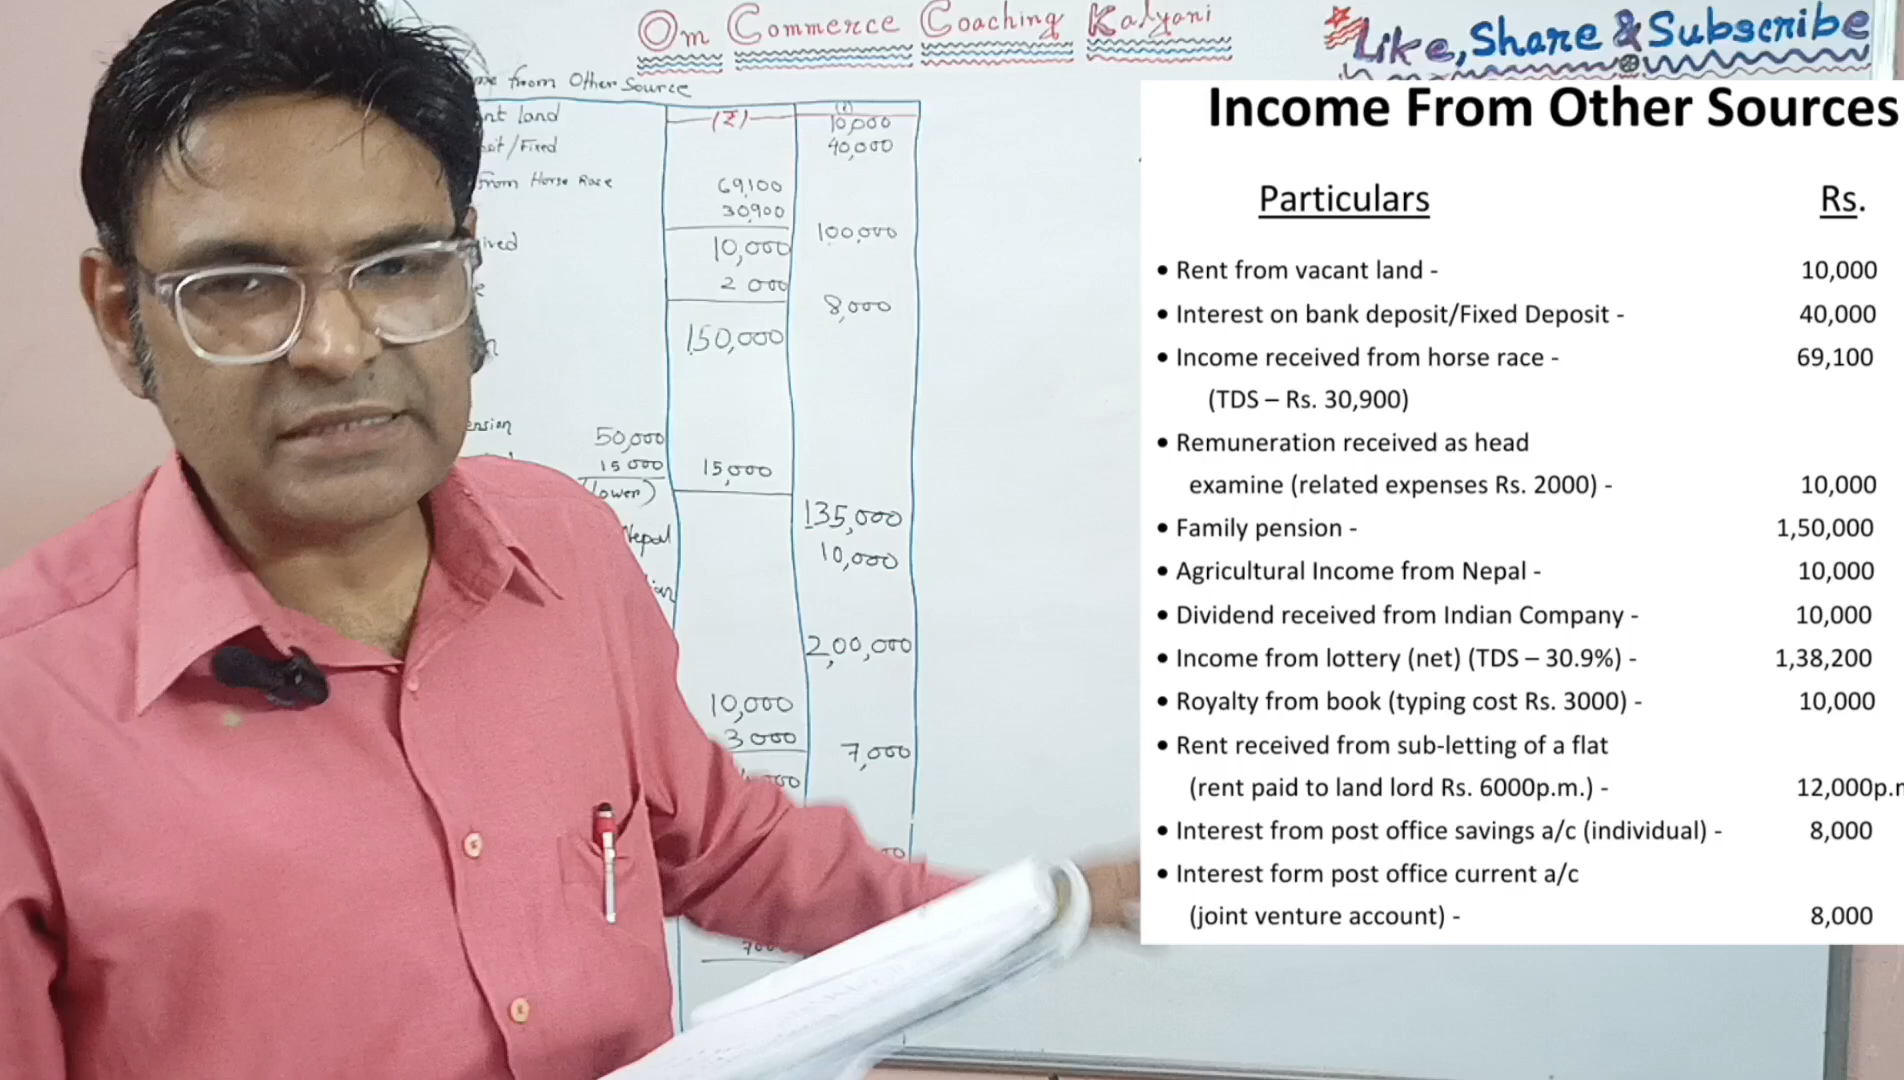 Om Commerce Coaching Kalyani
Like, Share & Subscribe
from Other Source
(₹)
nt land 10,000
/Fixed 40,000
from Horse Race 69,100
30,900
100,000
10,000
2 000
8,000
150,000
50,000
15 000 15,000
(lower)
135,000
Nepal 10,000
2,00,000
10,000
3 000 7,000
Income From Other Sources
Particulars Rs.
• Rent from vacant land - 10,000
• Interest on bank deposit/Fixed Deposit - 40,000
• Income received from horse race - 69,100
(TDS – Rs. 30,900)
• Remuneration received as head
examine (related expenses Rs. 2000) - 10,000
• Family pension - 1,50,000
• Agricultural Income from Nepal - 10,000
• Dividend received from Indian Company - 10,000
• Income from lottery (net) (TDS – 30.9%) - 1,38,200
• Royalty from book (typing cost Rs. 3000) - 10,000
• Rent received from sub-letting of a flat
(rent paid to land lord Rs. 6000p.m.) - 12,000p.
• Interest from post office savings a/c (individual) - 8,000
• Interest form post office current a/c
(joint venture account) - 8,000